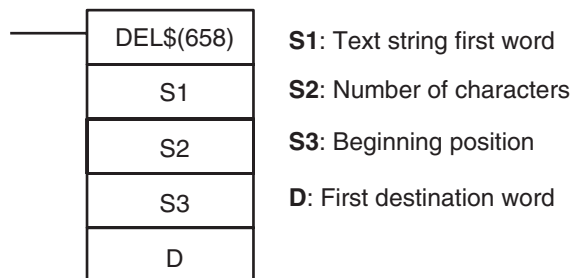 DEL$(658)
S1
S2
S3
D
S1: Text string first word
S2: Number of characters
S3: Beginning position
D: First destination word